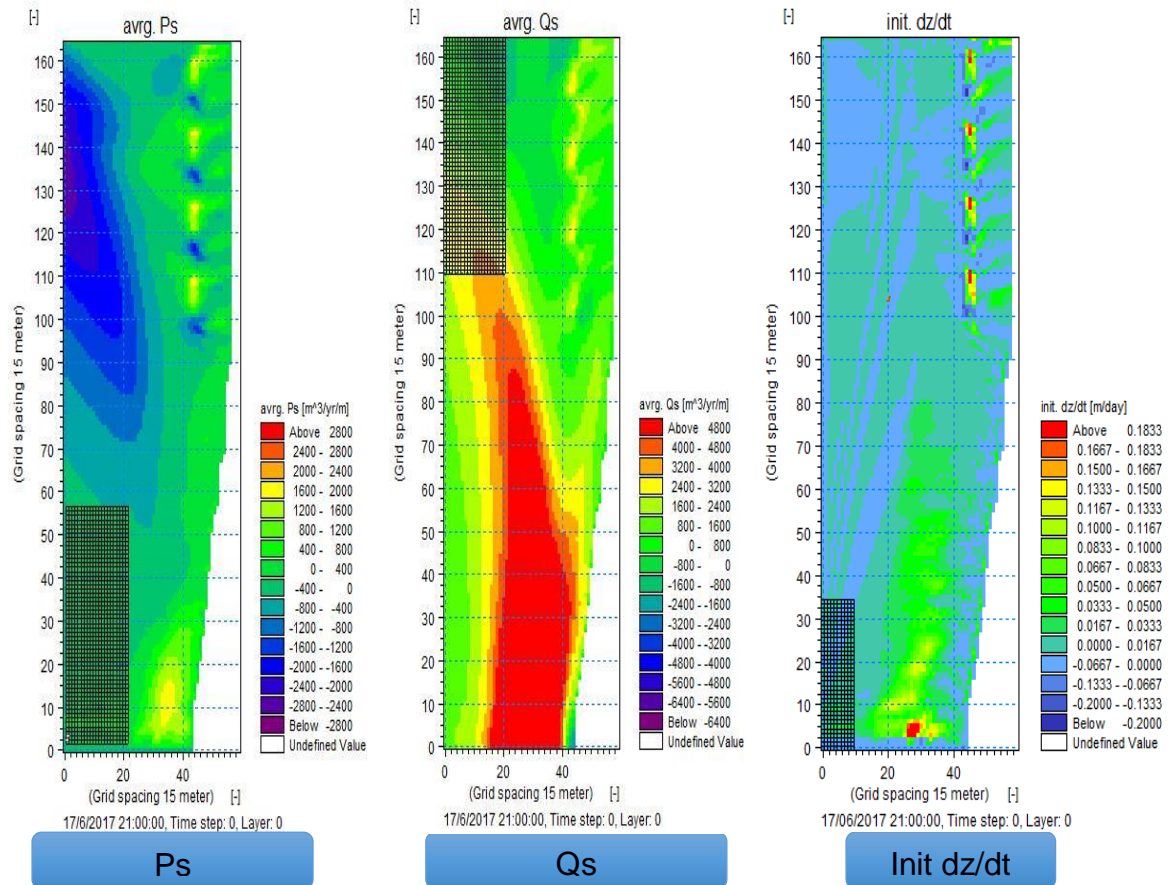 avrg. Ps
[-]
160
150
140
130
120
110
100
90
80
70
60
50
40
30
20
10
0
(Grid spacing 15 meter)
0 20 40
(Grid spacing 15 meter) [-]
17/6/2017 21:00:00, Time step: 0, Layer: 0
avrg. Ps [m^3/yr/m]
Above 2800
2400 - 2800
2000 - 2400
1600 - 2000
1200 - 1600
800 - 1200
400 - 800
0 - 400
-400 - 0
-800 - -400
-1200 - -800
-1600 - -1200
-2000 - -1600
-2400 - -2000
-2800 - -2400
Below -2800
Undefined Value
Ps
avrg. Qs
[-]
160
150
140
130
120
110
100
90
80
70
60
50
40
30
20
10
0
(Grid spacing 15 meter)
0 20 40
(Grid spacing 15 meter) [-]
17/6/2017 21:00:00, Time step: 0, Layer: 0
avrg. Qs [m^3/yr/m]
Above 4800
4000 - 4800
3200 - 4000
2400 - 3200
1600 - 2400
800 - 1600
0 - 800
-800 - 0
-1600 - -800
-2400 - -1600
-3200 - -2400
-4000 - -3200
-4800 - -4000
-5600 - -4800
-6400 - -5600
Below -6400
Undefined Value
Qs
init. dz/dt
[-]
160
150
140
130
120
110
100
90
80
70
60
50
40
30
20
10
0
(Grid spacing 15 meter)
0 20 40
(Grid spacing 15 meter) [-]
17/06/2017 21:00:00, Time step: 0, Layer: 0
init. dz/dt [m/day]
Above 0.1833
0.1667 - 0.1833
0.1500 - 0.1667
0.1333 - 0.1500
0.1167 - 0.1333
0.1000 - 0.1167
0.0833 - 0.1000
0.0667 - 0.0833
0.0500 - 0.0667
0.0333 - 0.0500
0.0167 - 0.0333
0.0000 - 0.0167
-0.0667 - 0.0000
-0.1333 - -0.0667
-0.2000 - -0.1333
Below -0.2000
Undefined Value
Init dz/dt